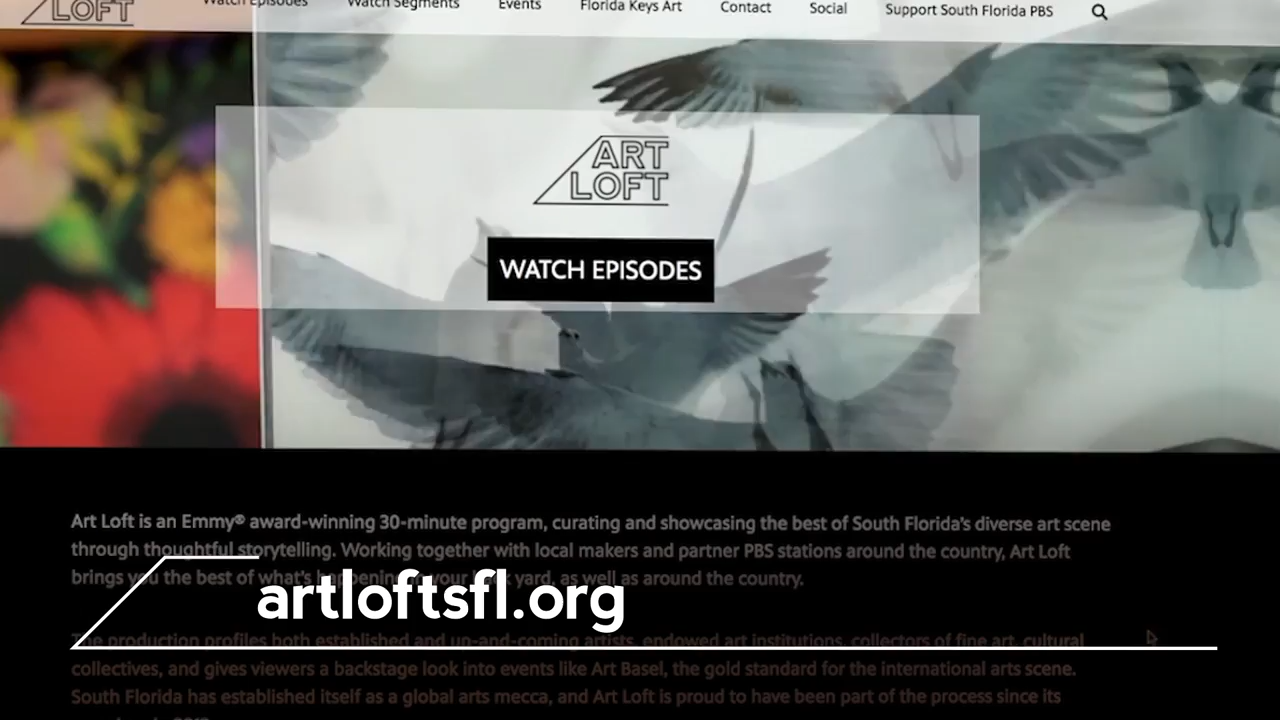 LOFT
Watch Episodes Watch Segments Events Florida Keys Art Contact Social Support South Florida PBS
ART
LOFT
WATCH EPISODES
Art Loft is an Emmy® award-winning 30-minute program, curating and showcasing the best of South Florida's diverse art scene
through thoughtful storytelling. Working together with local makers and partner PBS stations around the country, Art Loft
brings you the best of what's happening in your back yard, as well as around the country.
artloftsfl.org
The production profiles both established and up-and-coming artists, endowed art institutions, collectors of fine art, cultural
collectives, and gives viewers a backstage look into events like Art Basel, the gold standard for the international arts scene.
South Florida has established itself as a global arts mecca, and Art Loft is proud to have been part of the process since its